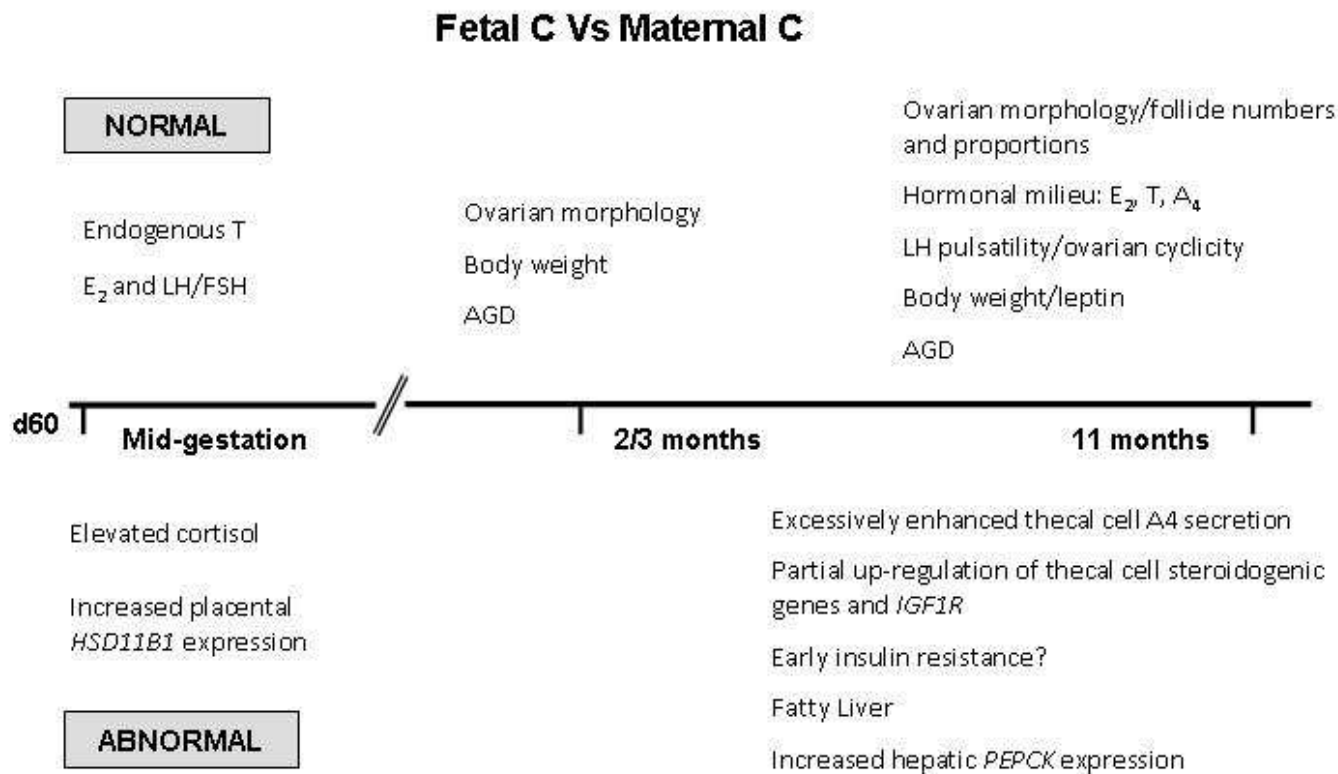 Fetal C Vs Maternal C
NORMAL
Endogenous T
E₂ and LH/FSH
Ovarian morphology
Body weight
AGD
Ovarian morphology/follide numbers
and proportions
Hormonal milieu: E₂, T, A₄
LH pulsatility/ovarian cyclicity
Body weight/leptin
AGD
d60
Mid-gestation
2/3 months
11 months
Elevated cortisol
Increased placental
HSD11B1 expression
ABNORMAL
Excessively enhanced thecal cell A4 secretion
Partial up-regulation of thecal cell steroidogenic
genes and IGF1R
Early insulin resistance?
Fatty Liver
Increased hepatic PEPCK expression